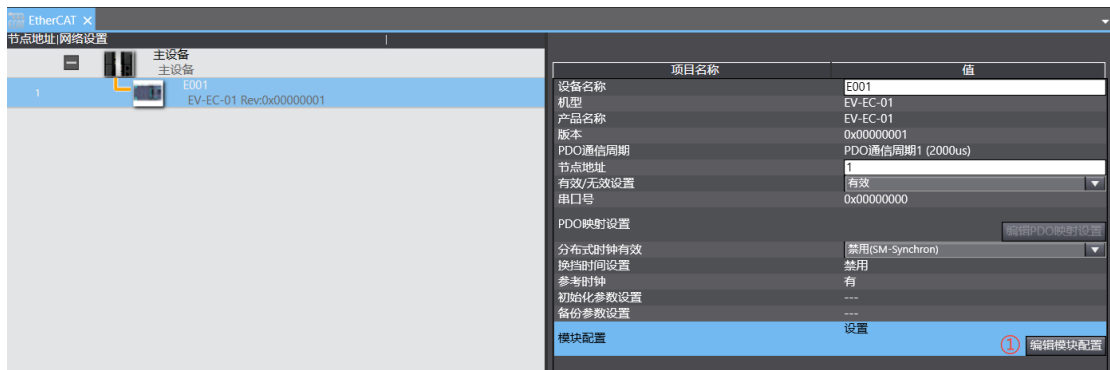 EtherCAT ×
节点地址|网络设置
主设备
主设备
1
E001
EV-EC-01 Rev:0x00000001
项目名称 值
设备名称 E001
机型 EV-EC-01
产品名称 EV-EC-01
版本 0x00000001
PDO通信周期 PDO通信周期1 (2000us)
节点地址 1
有效/无效设置 有效
串口号 0x00000000
PDO映射设置 编辑PDO映射设置
分布式时钟有效 禁用(SM-Synchron)
换挡时间设置 禁用
参考时钟 有
初始化参数设置 ---
备份参数设置 ---
模块配置 设置
① 编辑模块配置